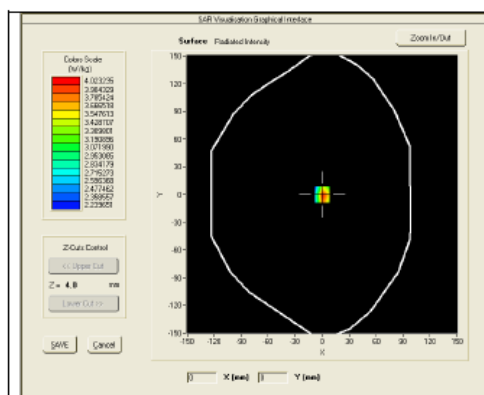 SAR Visualisation Graphical Interface
Surface Radiated Intensity
Zoom In/Out
Colors Scale
(W/kg)
4.023235
3.904329
3.785424
3.666518
3.547613
3.428707
3.309801
3.190896
3.071990
2.953085
2.834179
2.715273
2.596368
2.477462
2.358557
2.239651
150
120
90
60
30
0
-30
-60
-90
-120
-150
Y
-150 -120 -90 -60 -30 0 30 60 90 120 150
X
Z-Cuts Control
<< Upper Cut
Z = 4.0 mm
Lower Cut >>
SAVE Cancel
0 X (mm) 0 Y (mm)